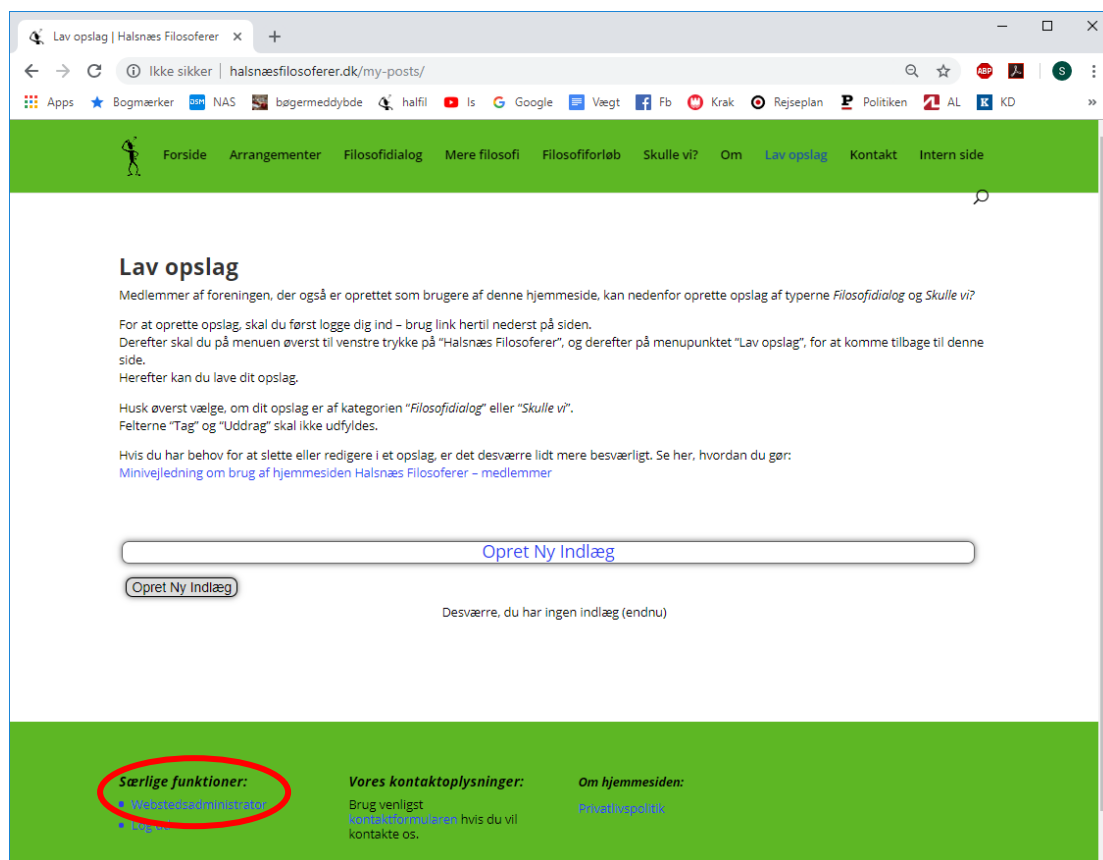 Lav opslag | Halsnæs Filosoferer
Ikke sikker | halsnæsfilosoferer.dk/my-posts/
ABP
S
Apps Bogmærker DSM NAS bøgermeddybde halfil Is G Google Vægt Fb Krak Rejseplan P Politiken AL K KD »
Forside Arrangementer Filosofidialog Mere filosofi Filosofiforløb Skulle vi? Om Lav opslag Kontakt Intern side
Lav opslag
Medlemmer af foreningen, der også er oprettet som brugere af denne hjemmeside, kan nedenfor oprette opslag af typerne Filosofidialog og Skulle vi?
For at oprette opslag, skal du først logge dig ind – brug link hertil nederst på siden.
Derefter skal du på menuen øverst til venstre trykke på “Halsnæs Filosoferer”, og derefter på menupunktet “Lav opslag”, for at komme tilbage til denne
side.
Herefter kan du lave dit opslag.
Husk øverst vælge, om dit opslag er af kategorien “Filosofidialog” eller “Skulle vi”.
Felterne “Tag” og “Uddrag” skal ikke udfyldes.
Hvis du har behov for at slette eller redigere i et opslag, er det desværre lidt mere besværligt. Se her, hvordan du gør:
Minivejledning om brug af hjemmesiden Halsnæs Filosoferer – medlemmer
Opret Ny Indlæg
Opret Ny Indlæg
Desværre, du har ingen indlæg (endnu)
Særlige funktioner:
Webstedsadministrator
Log
Vores kontaktoplysninger:
Brug venligst
kontaktformularen hvis du vil
kontakte os.
Om hjemmesiden:
Privatlivspolitik